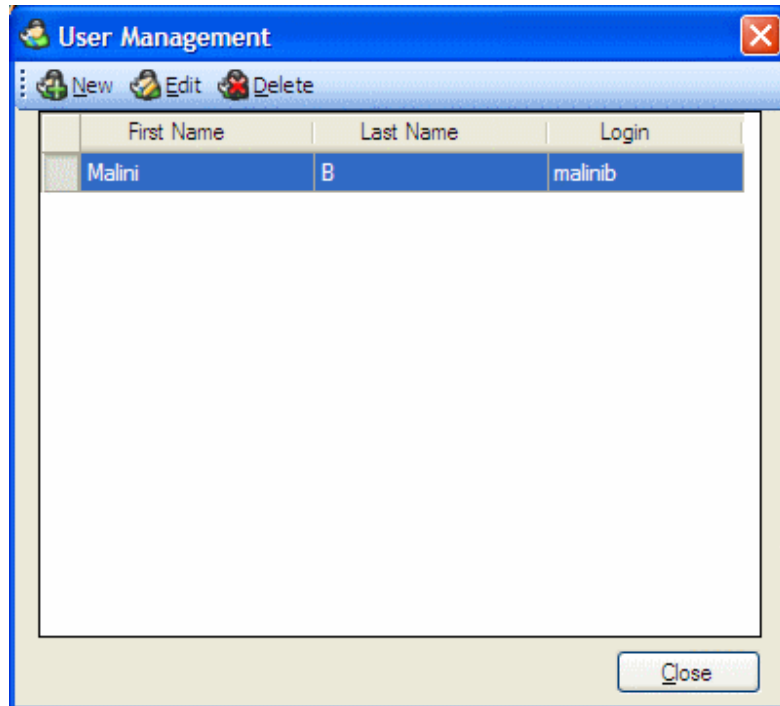 User Management
New Edit Delete
First Name Last Name Login
Malini B malinib
Close